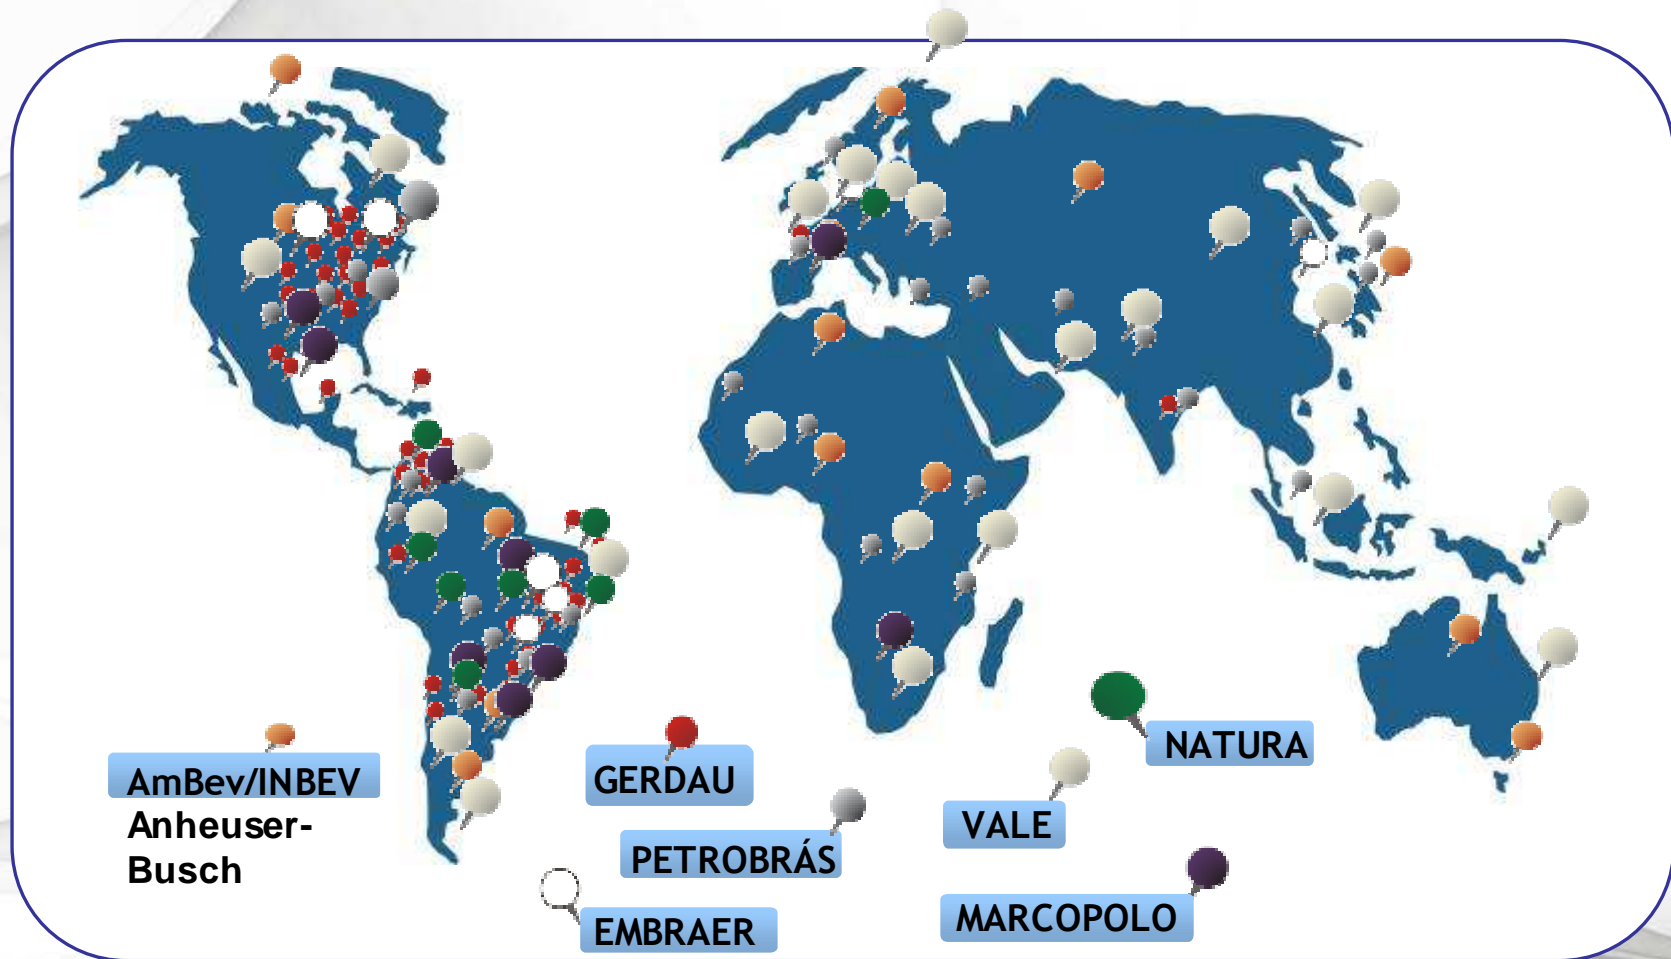 AmBev/INBEV
Anheuser-
Busch
GERDAU
PETROBRÁS
EMBRAER
VALE
NATURA
MARCOPOLO